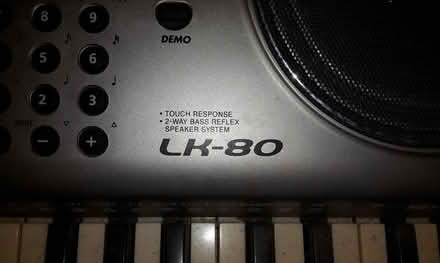 8
9
DEMO
5
6
2
3
• TOUCH RESPONSE
• 2-WAY BASS REFLEX
SPEAKER SYSTEM
− +
LK-80